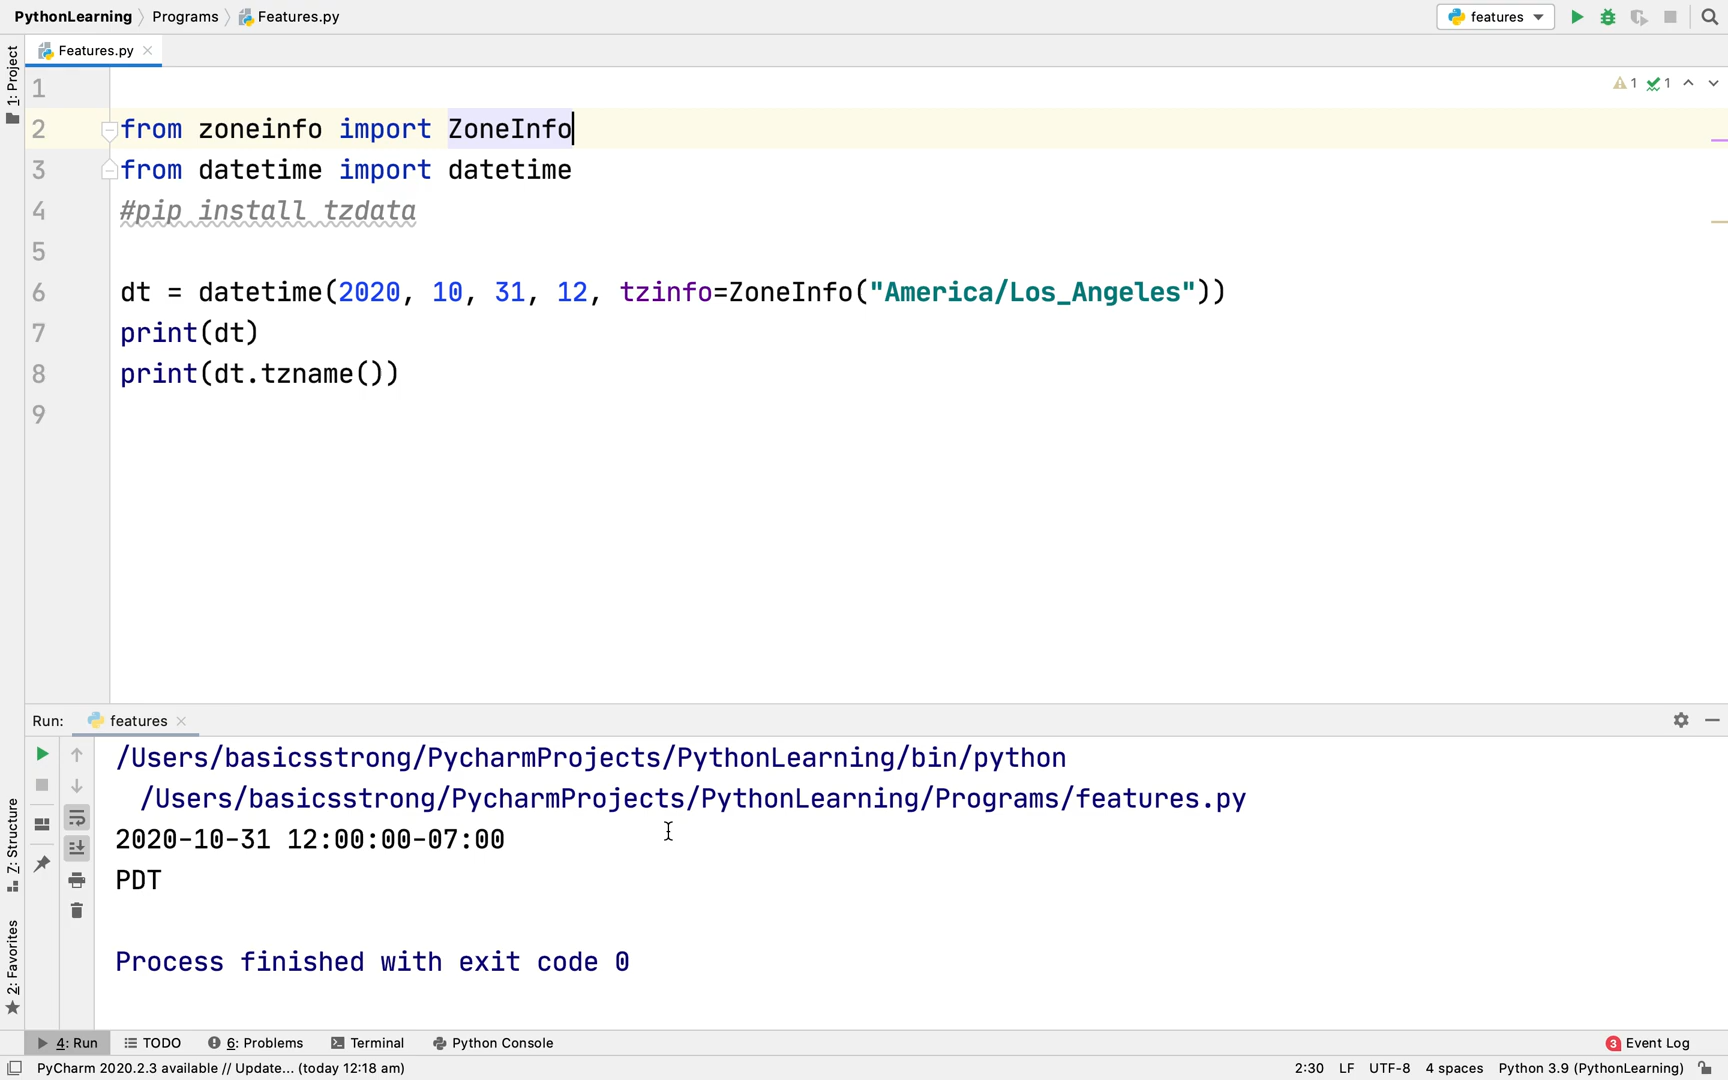 PythonLearning Programs Features.py features
Features.py
1: Project
1 1
1
2 from zoneinfo import ZoneInfo
3 from datetime import datetime
4 #pip install tzdata
5
6 dt = datetime(2020, 10, 31, 12, tzinfo=ZoneInfo("America/Los_Angeles"))
7 print(dt)
8 print(dt.tzname())
9
Run: features
/Users/basicsstrong/PycharmProjects/PythonLearning/bin/python
/Users/basicsstrong/PycharmProjects/PythonLearning/Programs/features.py
2020-10-31 12:00:00-07:00
PDT
Process finished with exit code 0
Z: Structure
2: Favorites
4: Run TODO 6: Problems Terminal Python Console 3 Event Log
PyCharm 2020.2.3 available // Update... (today 12:18 am) 2:30 LF UTF-8 4 spaces Python 3.9 (PythonLearning)